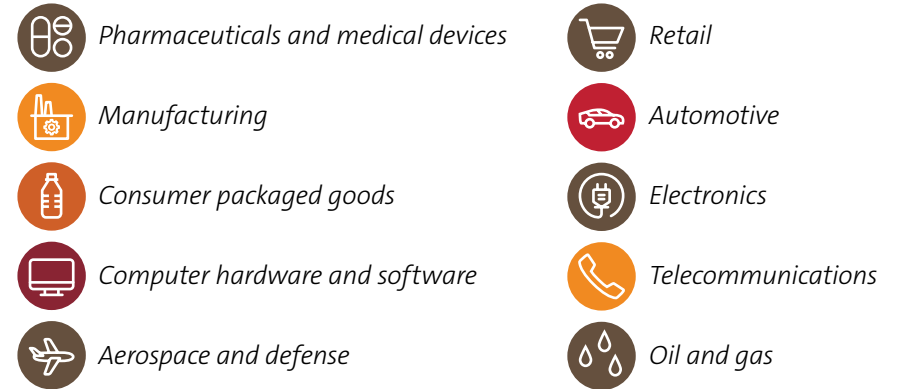 Pharmaceuticals and medical devices
Manufacturing
Consumer packaged goods
Computer hardware and software
Aerospace and defense
Retail
Automotive
Electronics
Telecommunications
Oil and gas